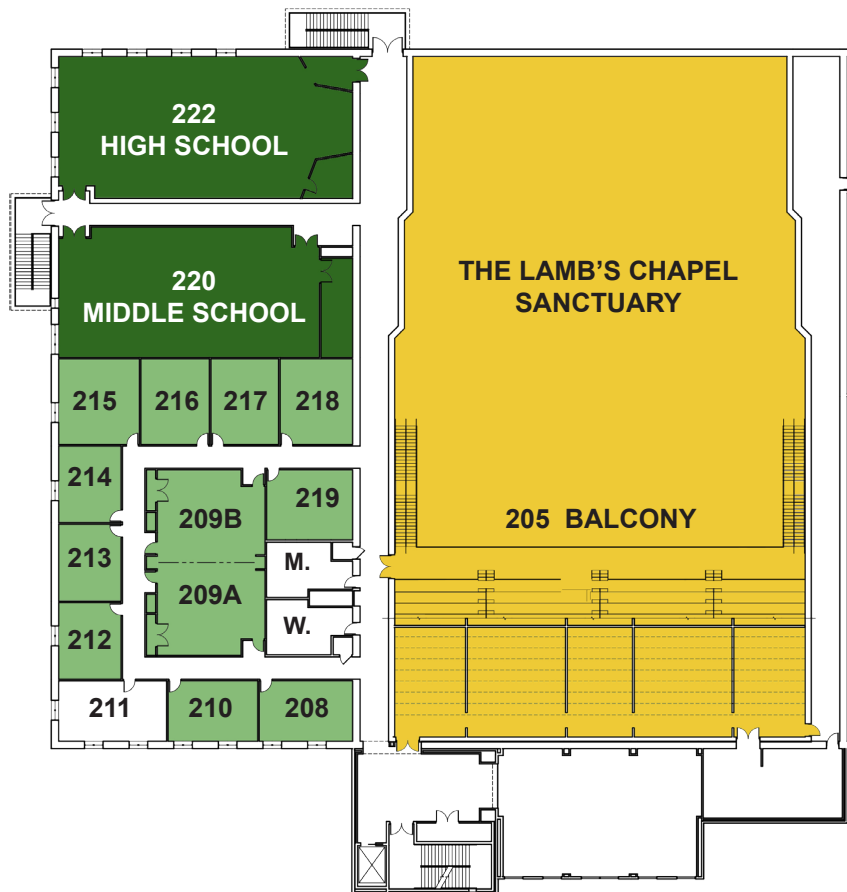 222
HIGH SCHOOL
220
MIDDLE SCHOOL
THE LAMB’S CHAPEL
SANCTUARY
215
216
217
218
214
209B
219
205 BALCONY
213
M.
209A
W.
212
211
210
208